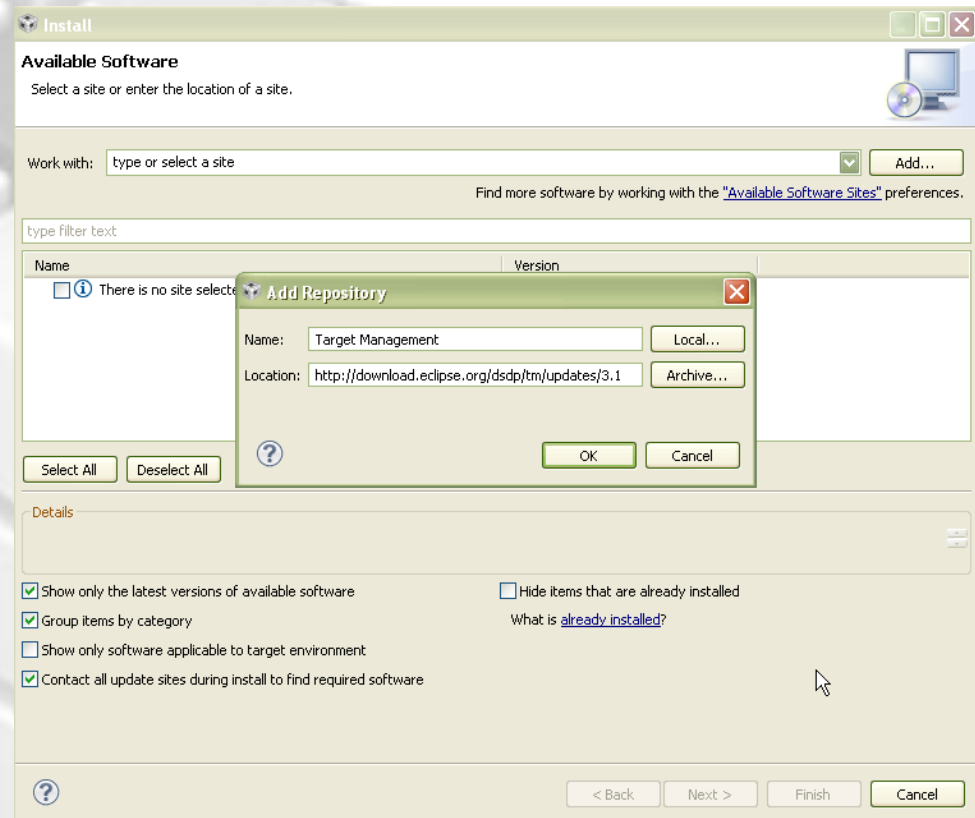 Install
Available Software
Select a site or enter the location of a site.
Work with: type or select a site Add...
Find more software by working with the "Available Software Sites" preferences.
type filter text
Name Version
There is no site selecte
Add Repository
Name: Target Management Local...
Location: http://download.eclipse.org/dsdp/tm/updates/3.1 Archive...
OK Cancel
Select All Deselect All
Details
Show only the latest versions of available software Hide items that are already installed
Group items by category What is already installed?
Show only software applicable to target environment
Contact all update sites during install to find required software
< Back Next > Finish Cancel